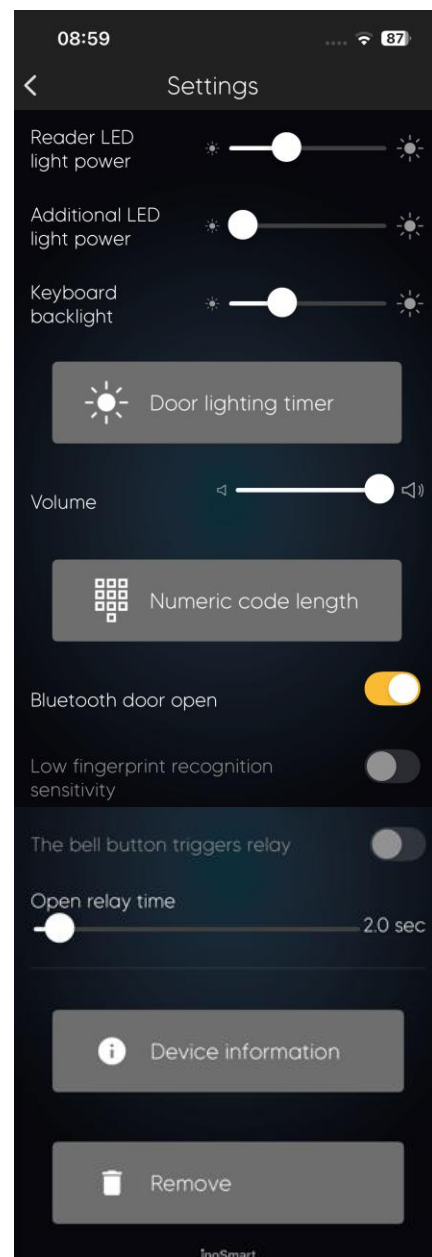 08:59
87
Settings
Reader LED
light power
Additional LED
light power
Keyboard
backlight
Door lighting timer
Volume
Numeric code length
Bluetooth door open
Low fingerprint recognition
sensitivity
The bell button triggers relay
Open relay time
2.0 sec
Device information
Remove
inoSmart